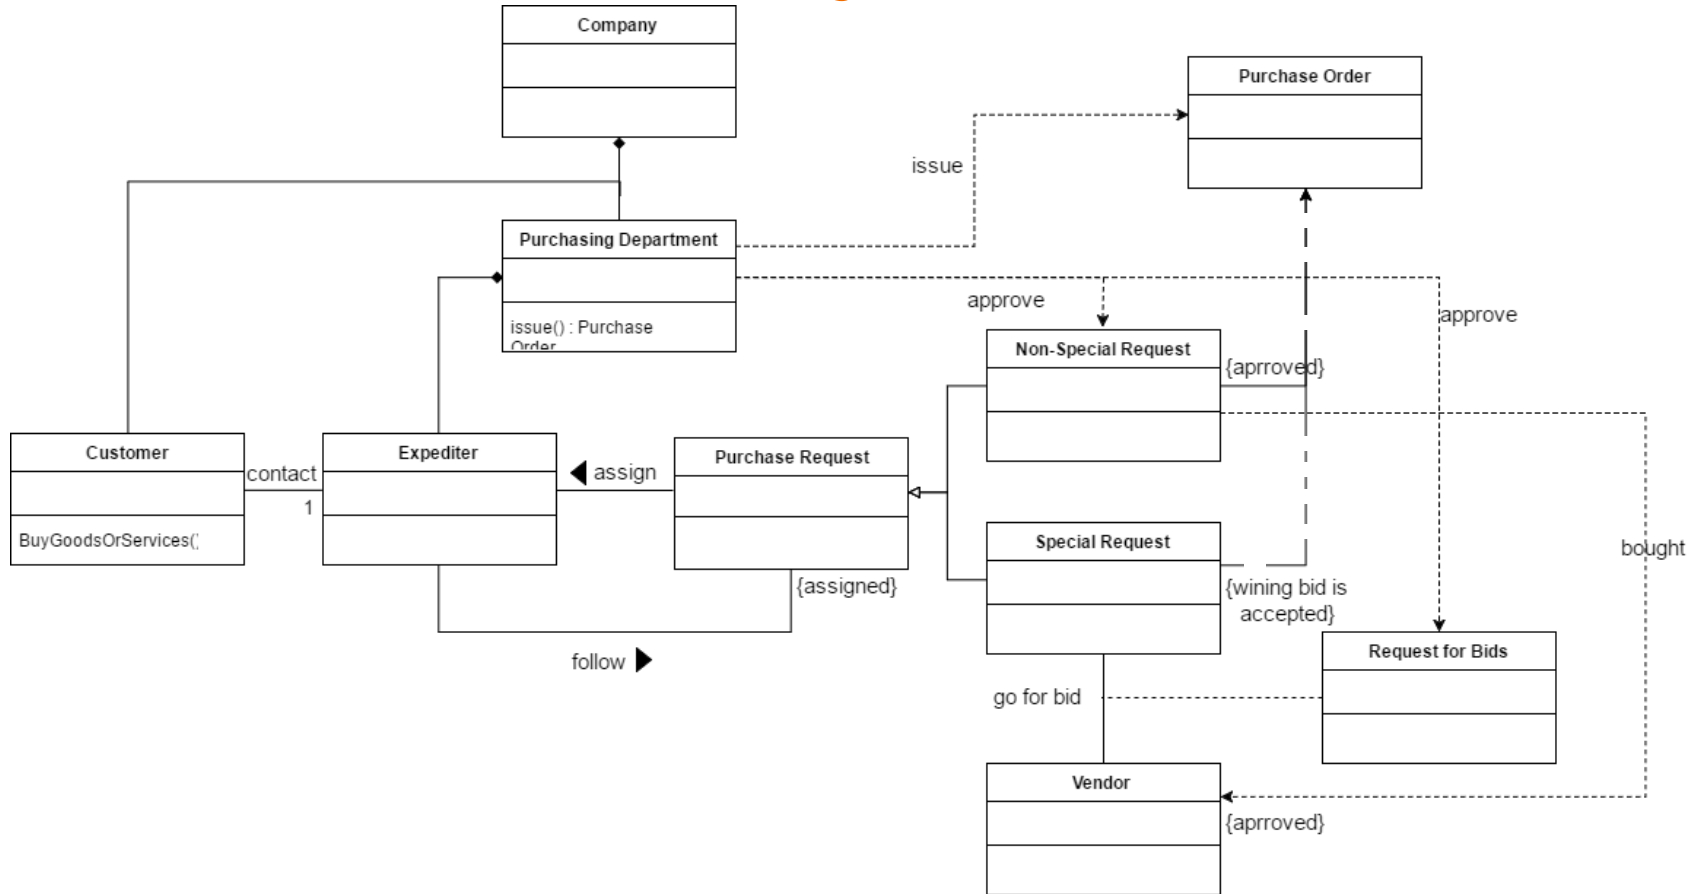 Company
Purchase Order
issue
Purchasing Department
approve
approve
issue() : Purchase
Order
Non-Special Request
{aprroved}
Customer
contact
1
Expediter
assign
Purchase Request
BuyGoodsOrServices(
Special Request
bought
{assigned}
{wining bid is
accepted}
follow
Request for Bids
go for bid
Vendor
{aprroved}